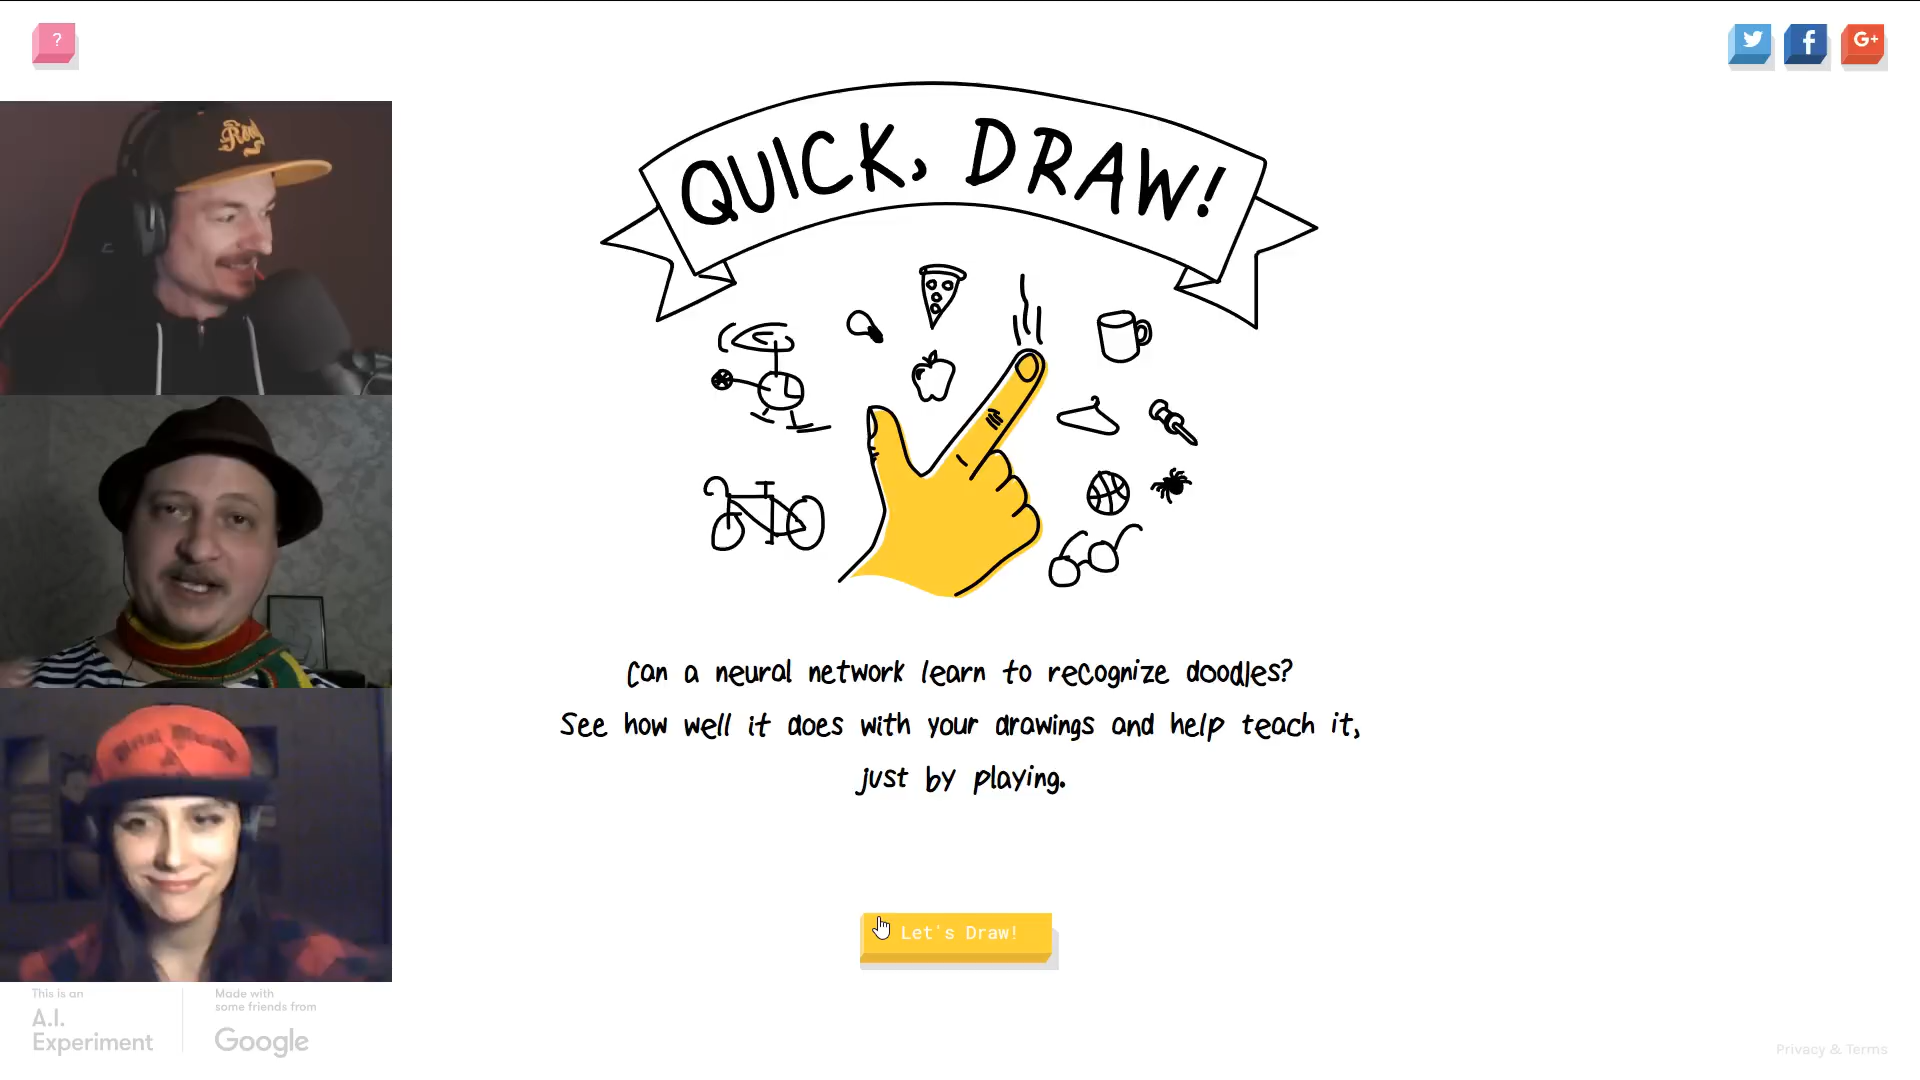 ?
G+
QUICK, DRAW!
Can a neural network learn to recognize doodles?
See how well it does with your drawings and help teach it,
just by playing.
Let's Draw!
This is an
A.I.
Experiment
Made with
some friends from
Google
Privacy & Terms